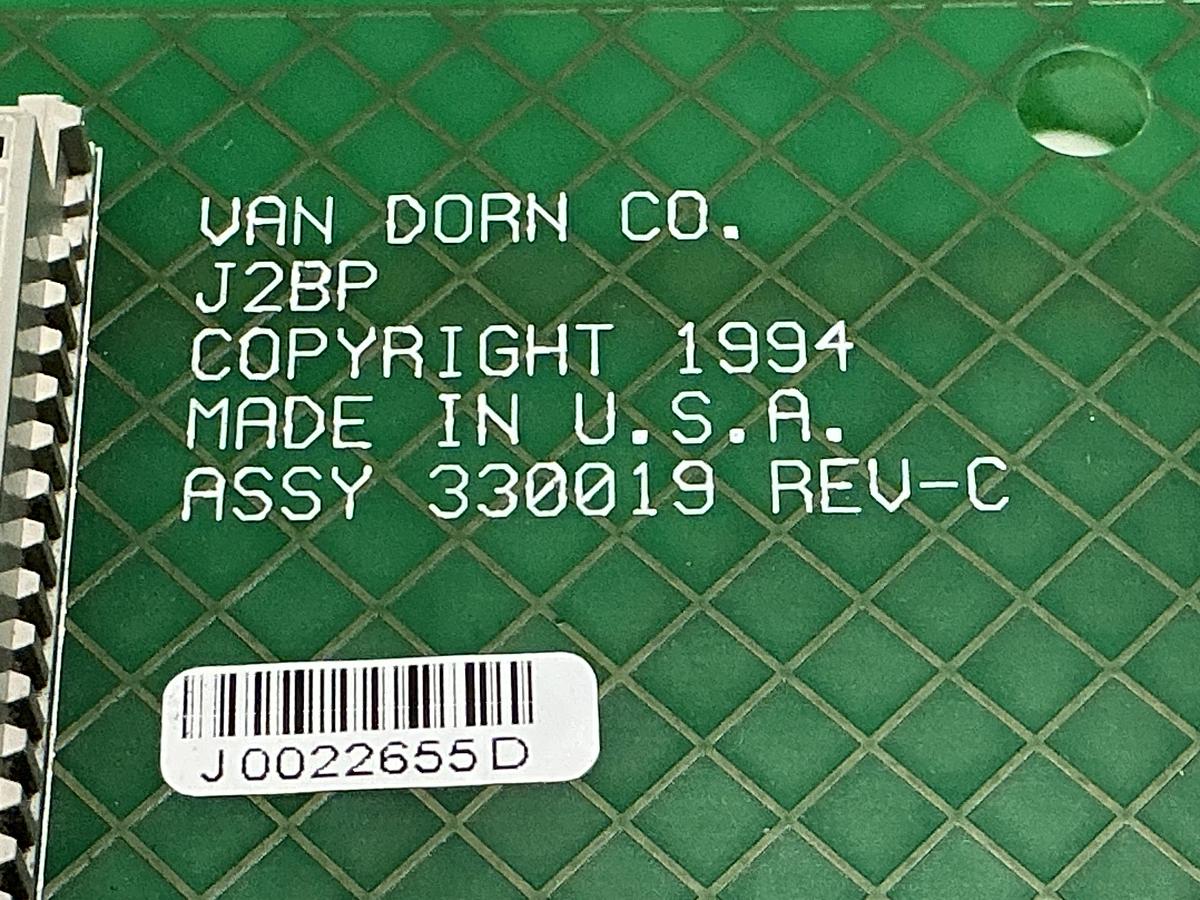 VAN DORN CO.
J2BP
COPYRIGHT 1994
MADE IN U.S.A.
ASSY 330019 REV-C
J0022655D